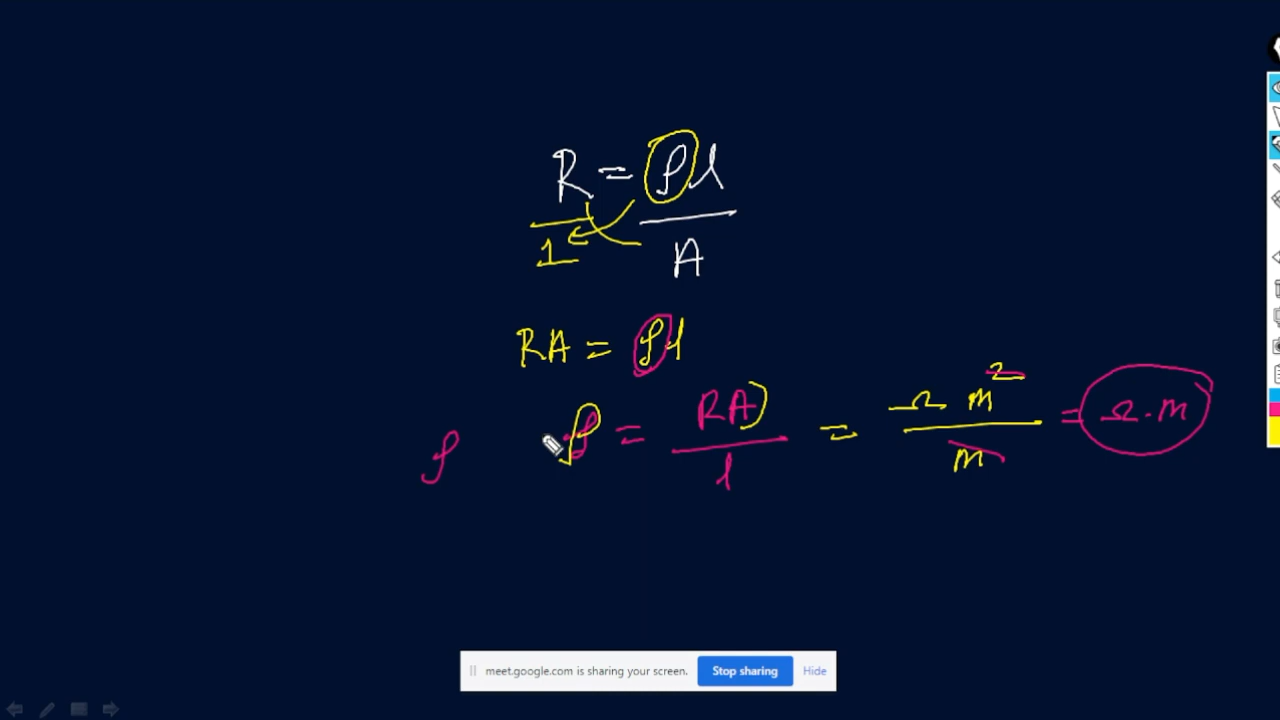 R = ρl
1 A
RA = ρl
ρ ρ = RA / l = Ω m² / m = Ω.m
meet.google.com is sharing your screen. Stop sharing Hide